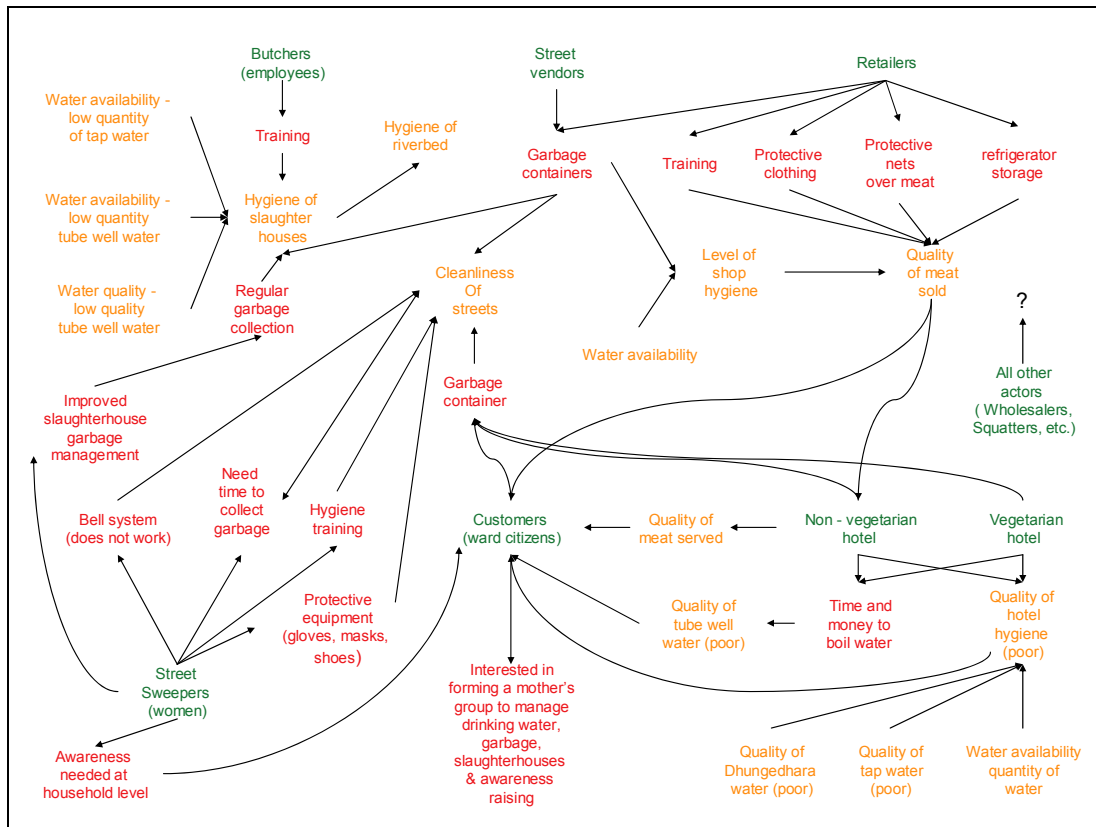 Butchers
(employees)
Street
vendors
Retailers
Water availability -
low quantity
of tap water
Training
Hygiene of
riverbed
Garbage
containers
Training
Protective
clothing
Protective
nets
over meat
refrigerator
storage
Water availability -
low quantity
tube well water
Hygiene of
slaughter
houses
Level of
shop
hygiene
Quality
of meat
sold
Cleanliness
Of
streets
Water quality -
low quality
tube well water
Regular
garbage
collection
?
Water availability
Garbage
container
All other
actors
( Wholesalers,
Squatters, etc.)
Improved
slaughterhouse
garbage
management
Need
time to
collect
garbage
Bell system
(does not work)
Hygiene
training
Customers
(ward citizens)
Quality of
meat served
Non - vegetarian
hotel
Vegetarian
hotel
Protective
equipment
(gloves, masks,
shoes)
Quality of
tube well
water (poor)
Time and
money to
boil water
Quality of
hotel
hygiene
(poor)
Street
Sweepers
(women)
Interested in
forming a mother's
group to manage
drinking water,
garbage,
slaughterhouses
& awareness
raising
Awareness
needed at
household level
Quality of
Dhungedhara
water (poor)
Quality of
tap water
(poor)
Water availability
quantity of
water